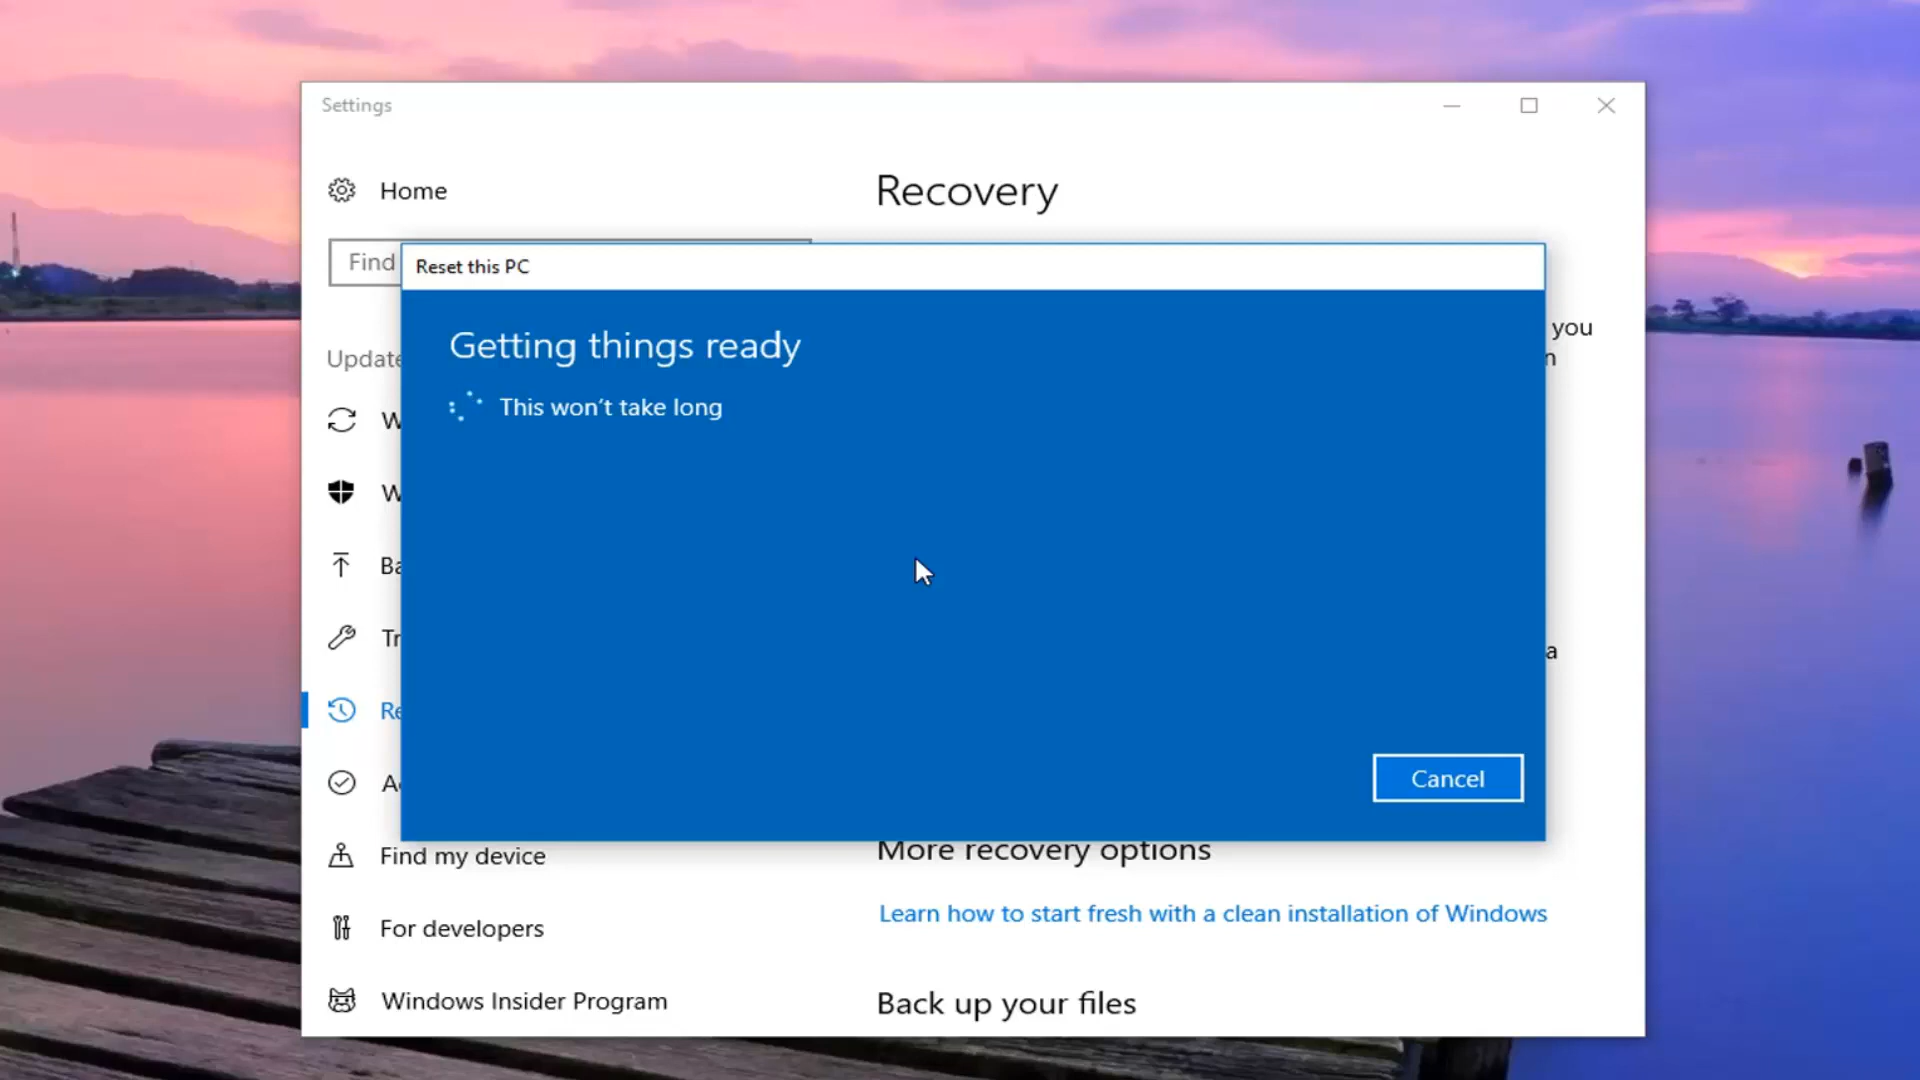 Settings
Home
Recovery
Find
Reset this PC
you
Getting things ready
Update
This won't take long
a
Cancel
Find my device
More recovery options
Learn how to start fresh with a clean installation of Windows
For developers
Windows Insider Program
Back up your files